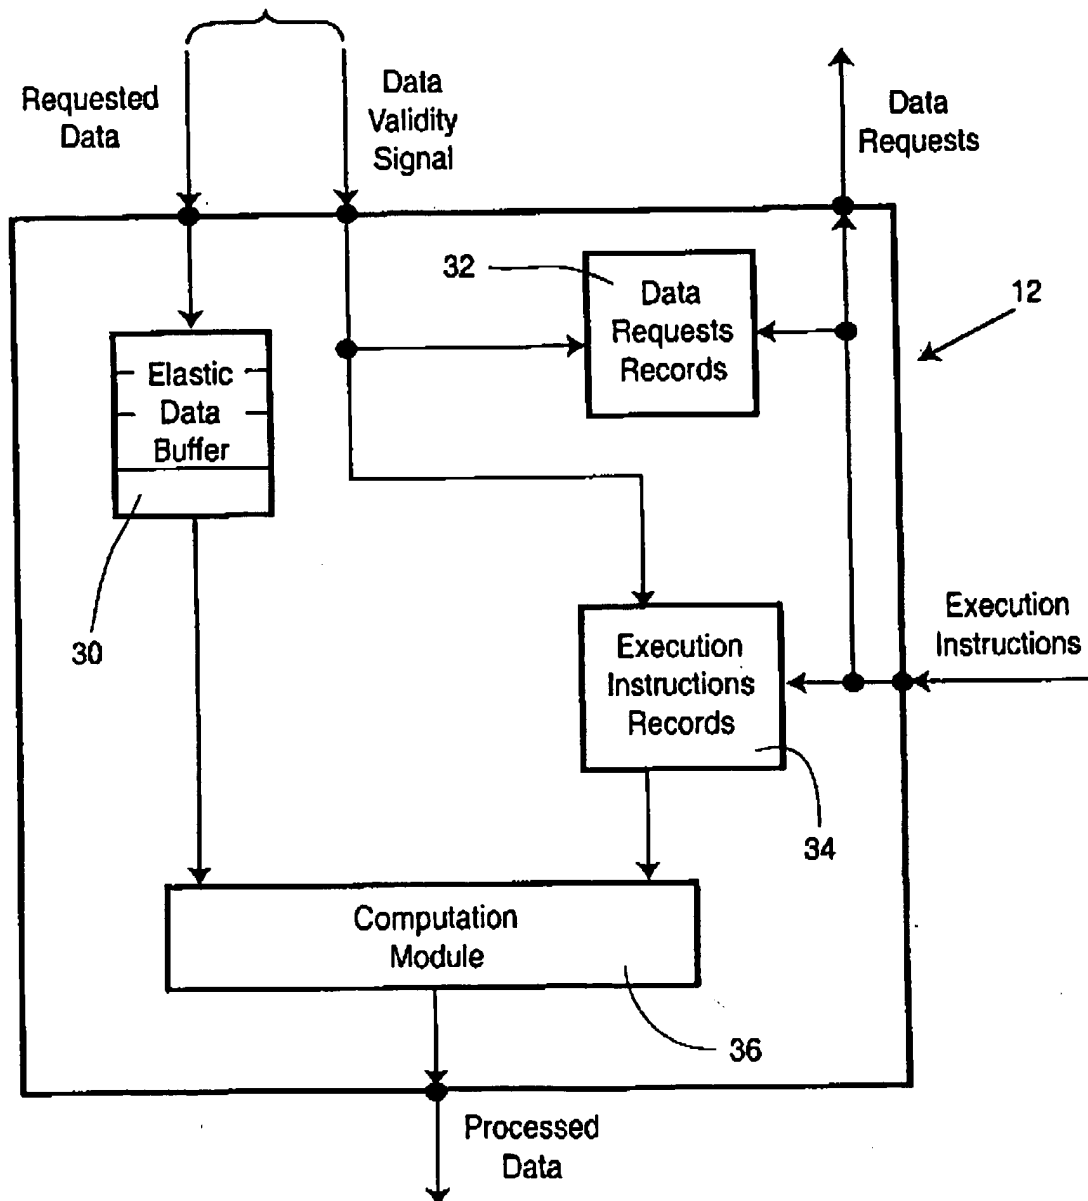 Requested
Data
Data
Validity
Signal
Data
Requests
32
Data
Requests
Records
12
Elastic
Data
Buffer
30
Execution
Instructions
Execution
Instructions
Records
34
Computation
Module
36
Processed
Data